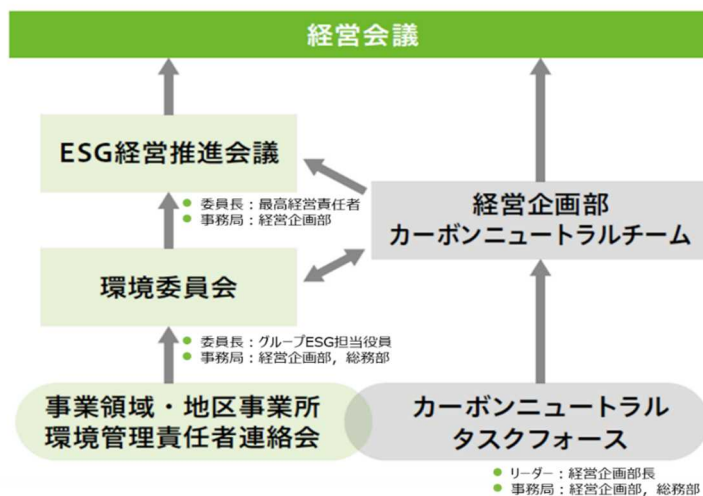 経営会議
ESG経営推進会議
● 委員長：最高経営責任者
● 事務局：経営企画部
経営企画部
カーボンニュートラルチーム
環境委員会
● 委員長：グループESG担当役員
● 事務局：経営企画部，総務部
事業領域・地区事業所
環境管理責任者連絡会
カーボンニュートラル
タスクフォース
● リーダー：経営企画部長
● 事務局：経営企画部，総務部